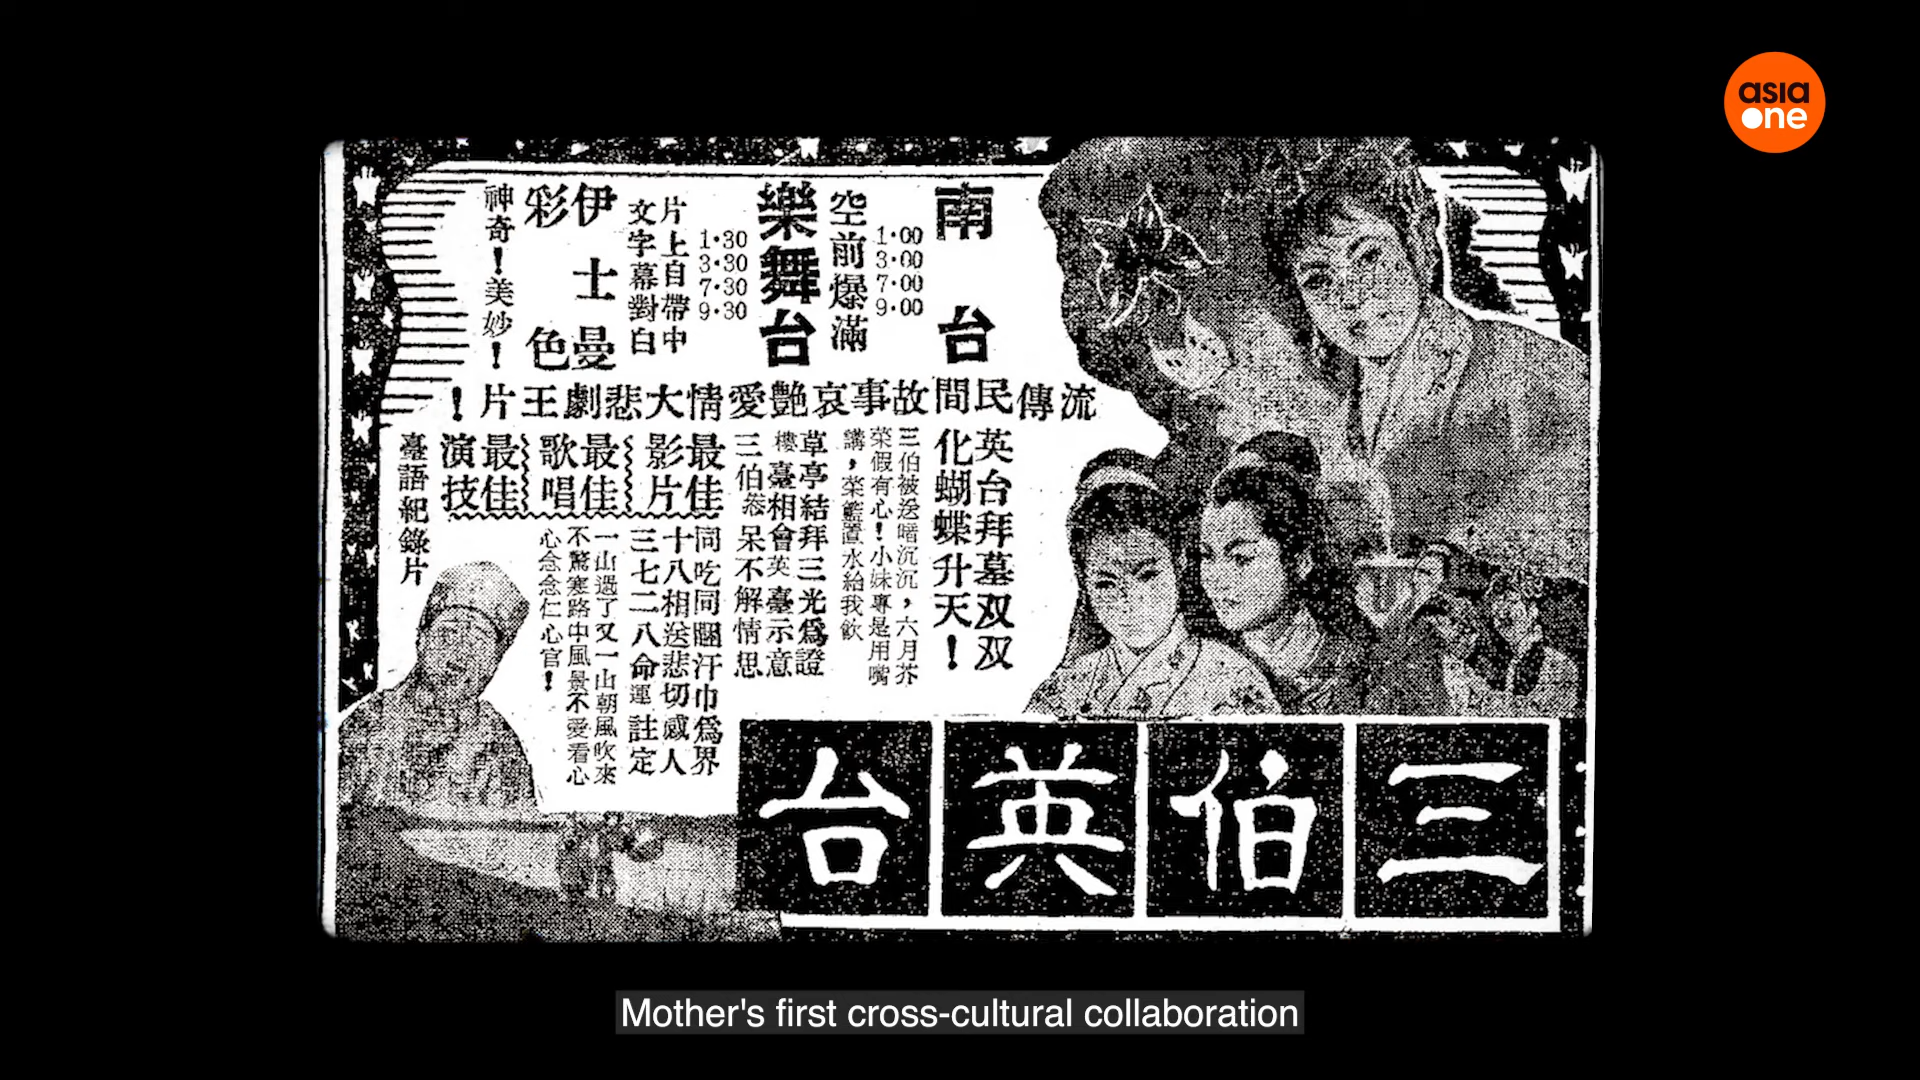 asia
one
南台
1·00
3·00
7·00
9·00
空前爆滿
樂舞台
1·30
3·30
7·30
9·30
片上自帶中
文字幕對白
伊士曼
彩色
神奇！美妙！
流傳民間故事哀艷愛情大悲劇王片！
英台拜墓双双
化蝴蝶升天！
三伯被送暗沉沉，六月芥
菜假有心！小妹專是用嘴
講，菜籃置水給我飲
草亭結拜三光爲證
樓臺相會英臺示意
三伯呆不解情思
最佳影片
最佳歌唱
最佳演技
臺語紀錄片
同吃同睏汗巾爲界
十八相送悲切感人
三七二八命運註定
一山過了又一山朝風吹來
不驚塞路中風景不愛看心
心念念仁心官！
三伯英台
Mother's first cross-cultural collaboration